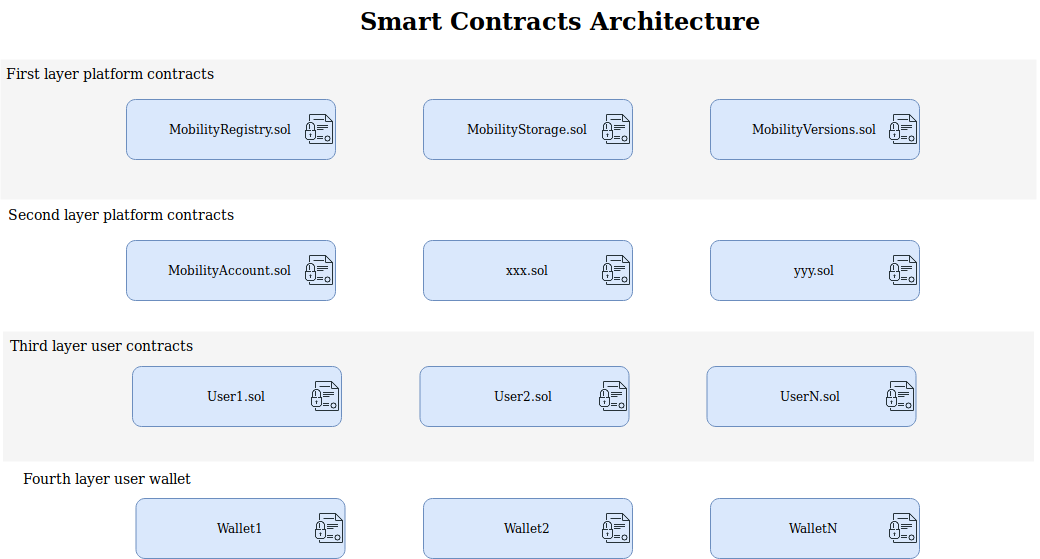 Smart Contracts Architecture
First layer platform contracts
MobilityRegistry.sol
MobilityStorage.sol
MobilityVersions.sol
Second layer platform contracts
MobilityAccount.sol
xxx.sol
yyy.sol
Third layer user contracts
User1.sol
User2.sol
UserN.sol
Fourth layer user wallet
Wallet1
Wallet2
WalletN